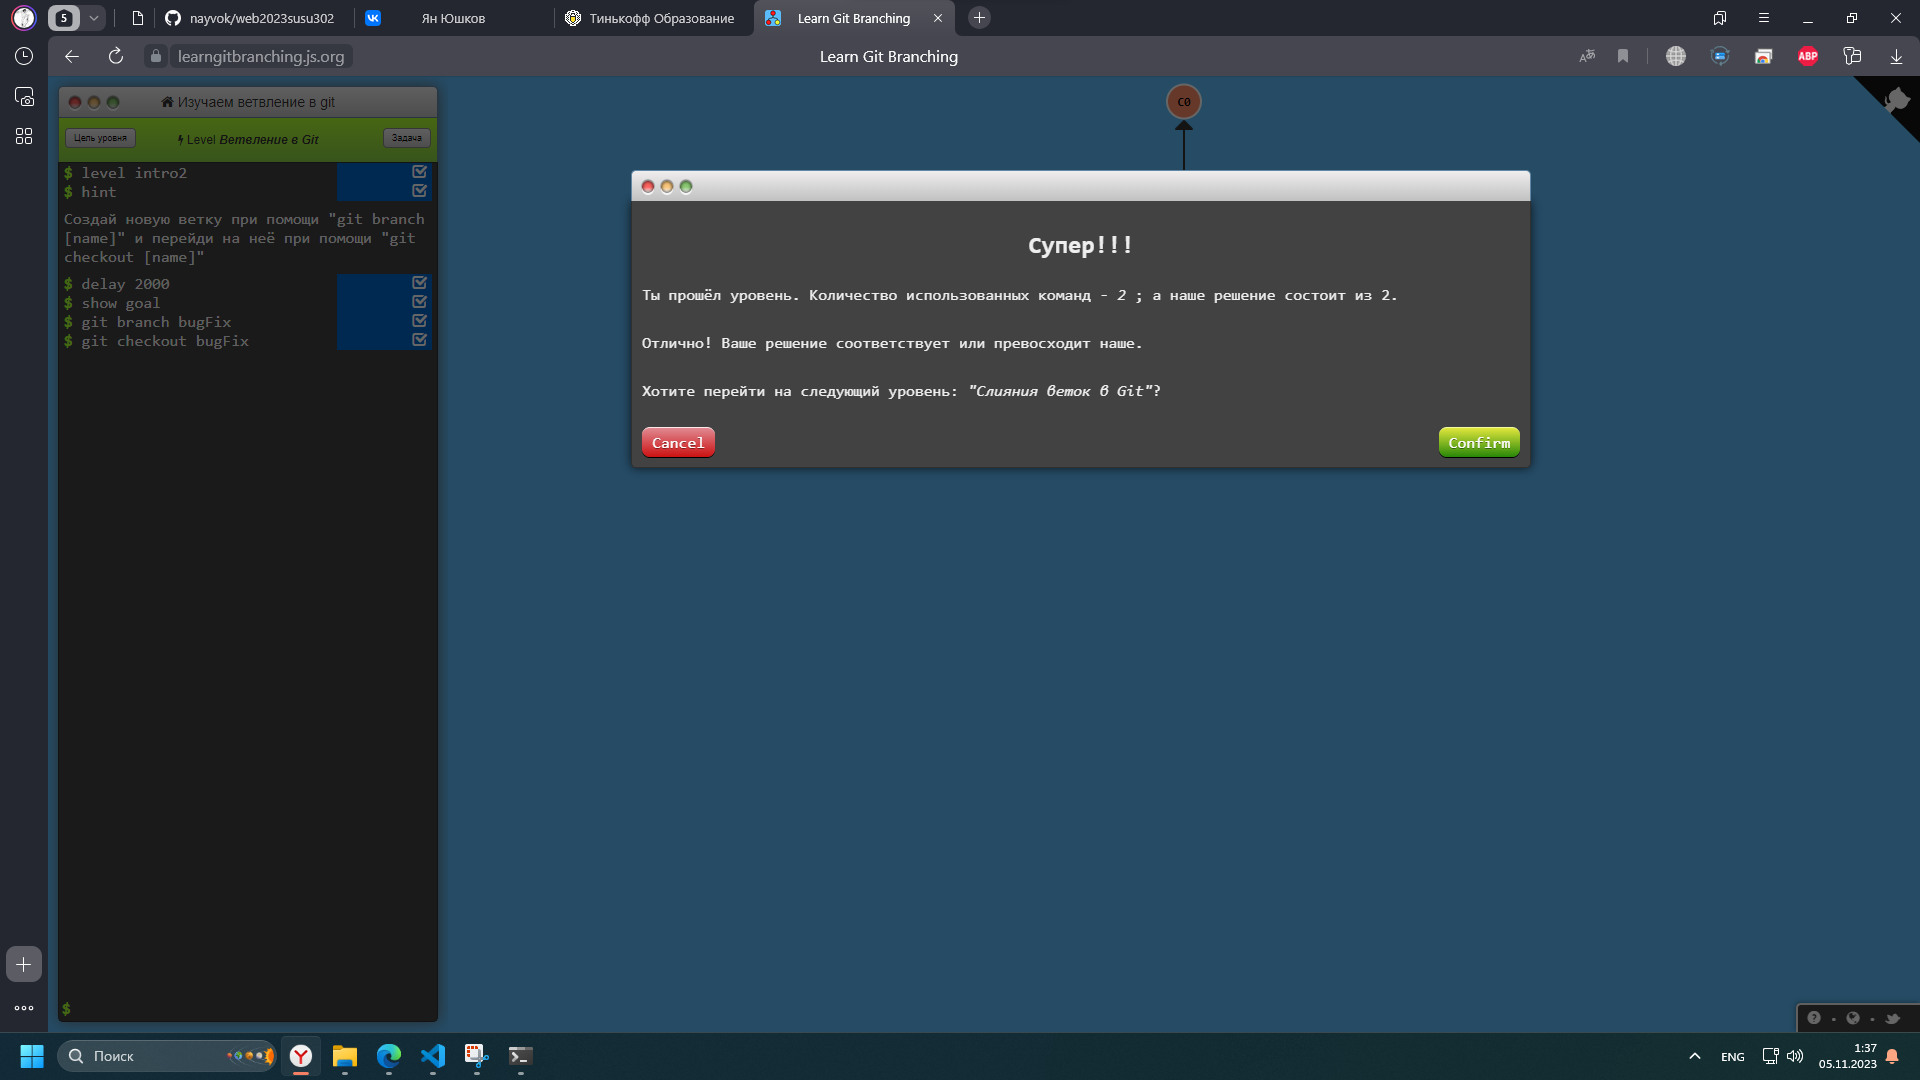 5
nayvok/web2023susu302
Ян Юшков
Тинькофф Образование
Learn Git Branching
learngitbranching.js.org
Learn Git Branching
ABP
Изучаем ветвление в git
Цель уровня
Level Ветвление в Git
Задача
$ level intro2
$ hint
Создай новую ветку при помощи "git branch
[name]" и перейди на неё при помощи "git
checkout [name]"
$ delay 2000
$ show goal
$ git branch bugFix
$ git checkout bugFix
$
C0
Супер!!!
Ты прошёл уровень. Количество использованных команд - 2 ; а наше решение состоит из 2.
Отлично! Ваше решение соответствует или превосходит наше.
Хотите перейти на следующий уровень: "Слияния веток в Git"?
Cancel
Confirm
Поиск
ENG
1:37
05.11.2023